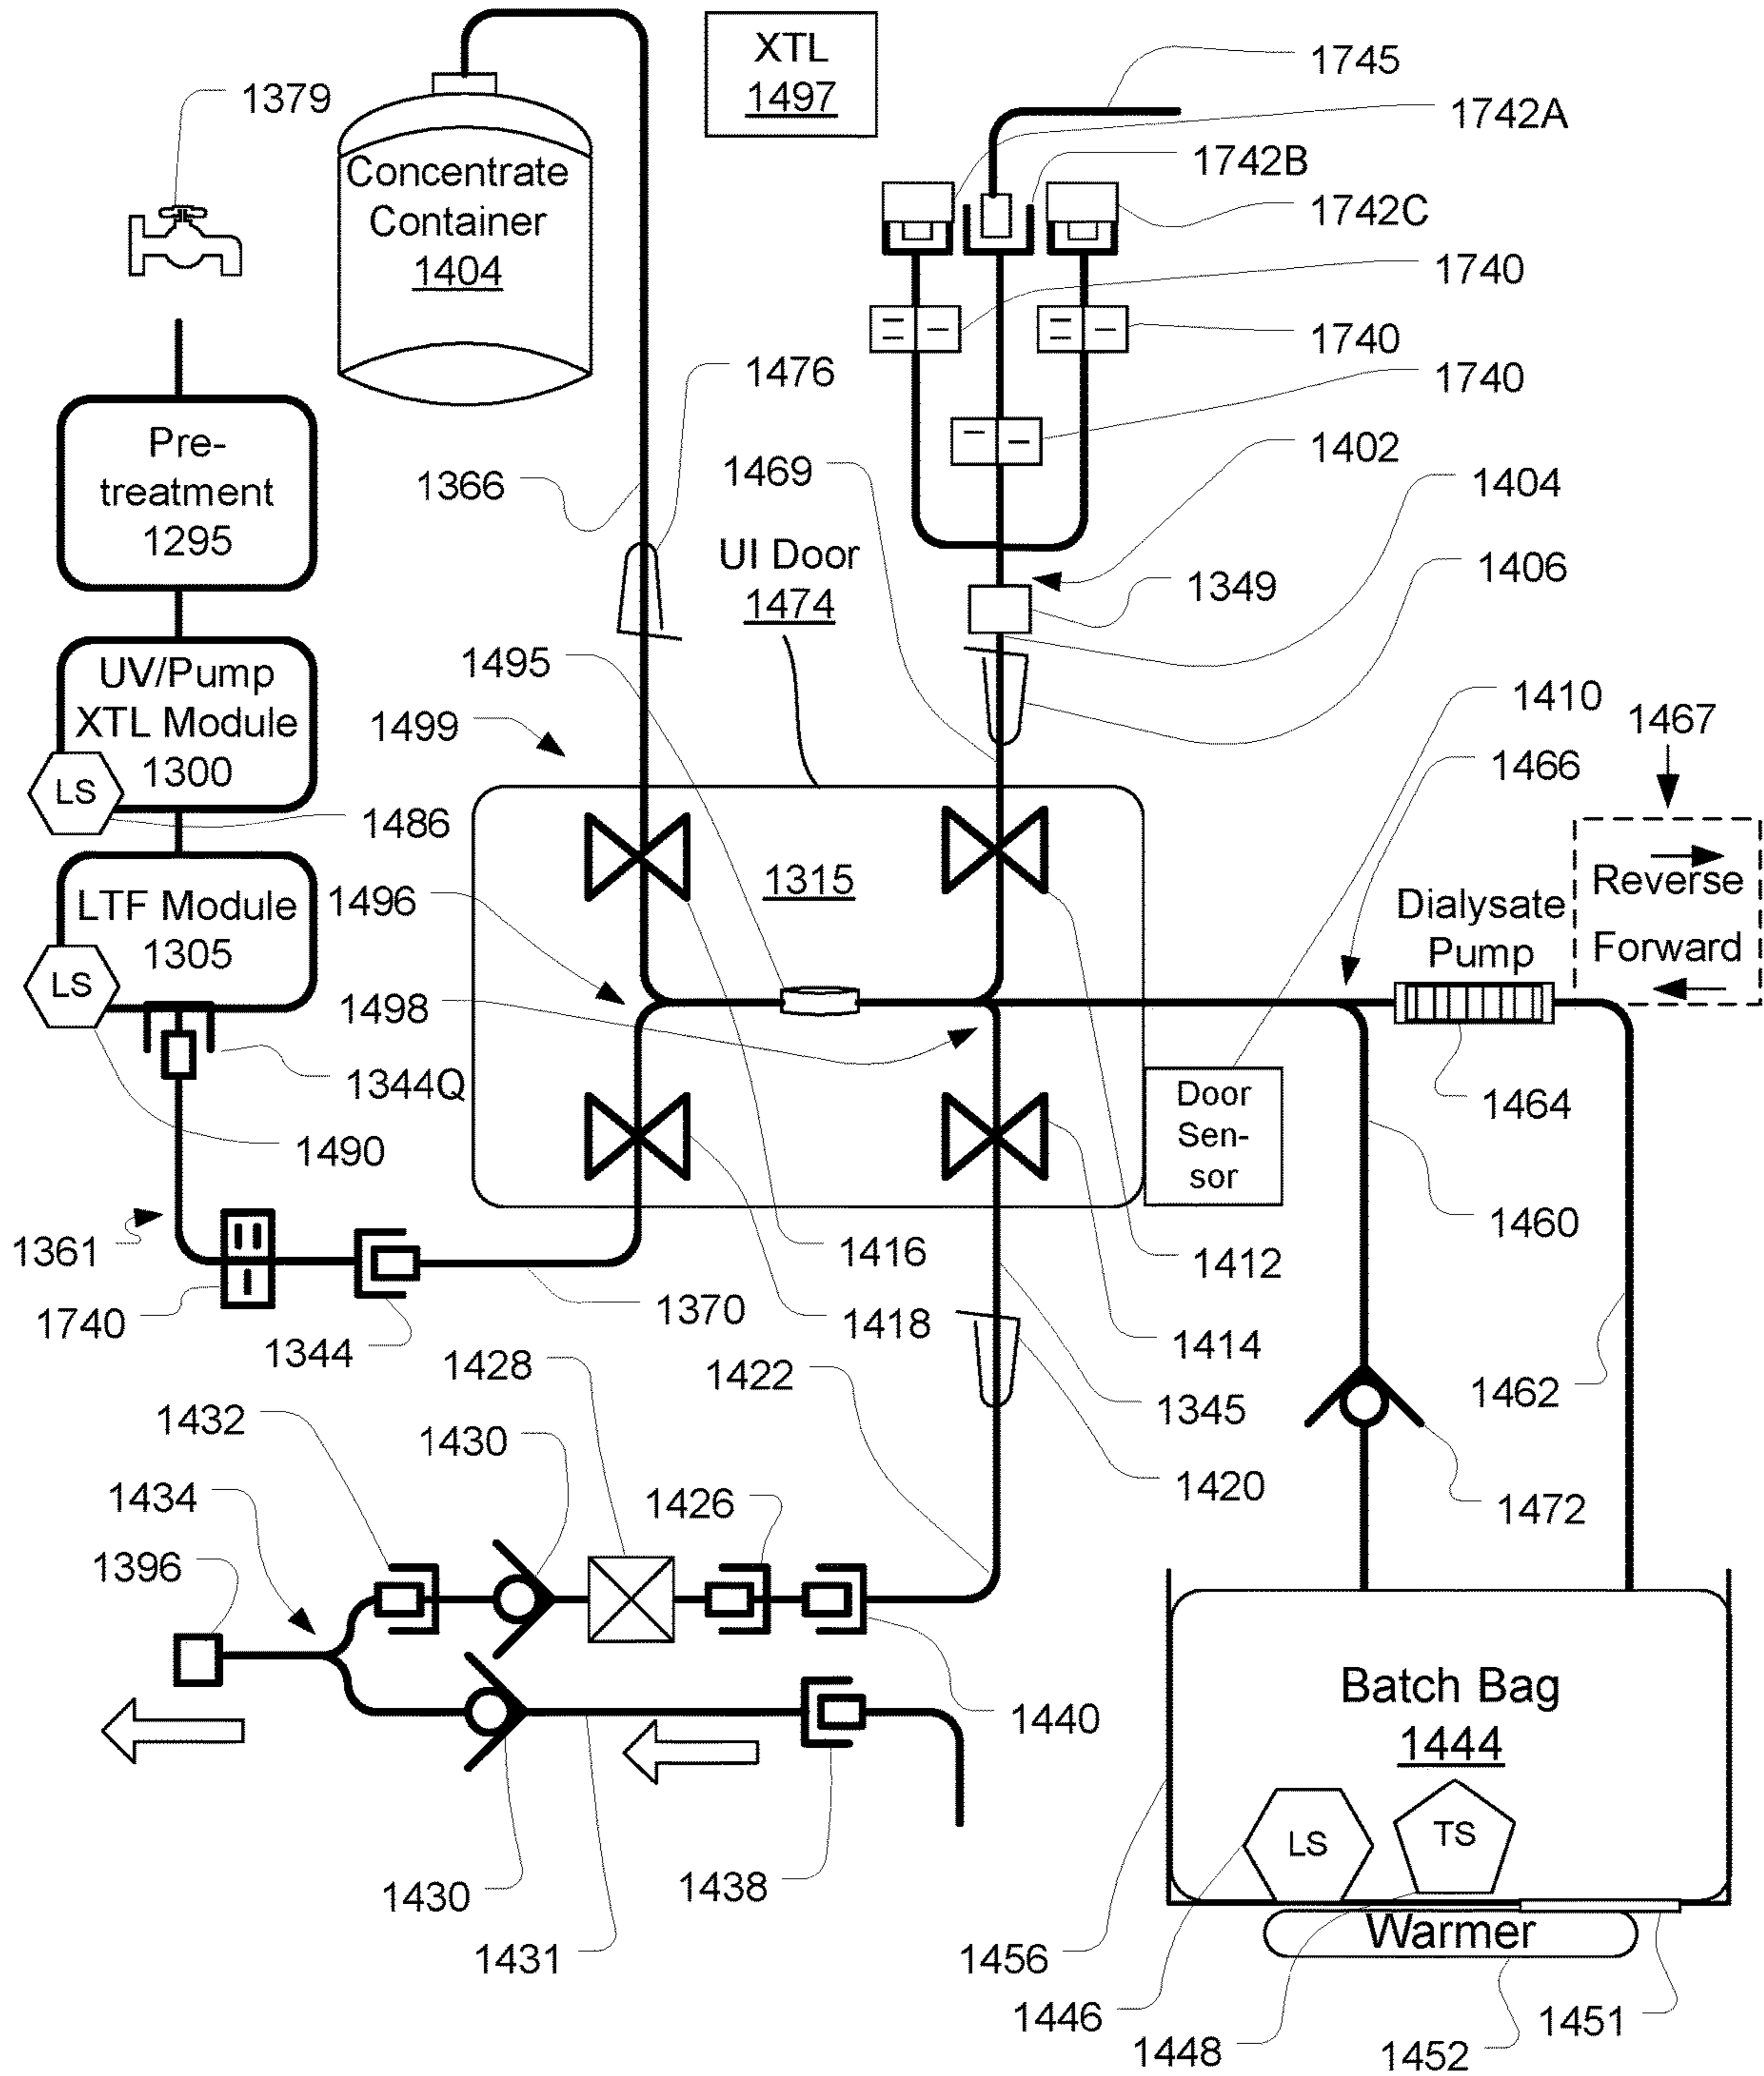 XTL
1497
1745
1379
1742A
Concentrate
Container
1404
1742B
1742C
1740
1740
1740
1476
Pre-
treatment
1295
1402
1469
1404
1366
UI Door
1474
1349
1406
1495
UV/Pump
XTL Module
1300
LS
1486
1499
1410
1467
1466
Reverse
Forward
1315
1496
Dialysate
Pump
LTF Module
1305
LS
1498
1344Q
1464
Door
Sen-
sor
1490
1460
1361
1740
1344
1370
1416
1412
1418
1414
1428
1422
1345
1462
1432
1430
1420
1434
1426
1472
1396
1440
Batch Bag
1444
LS
TS
1430
1438
1431
Warmer
1456
1446
1448
1451
1452